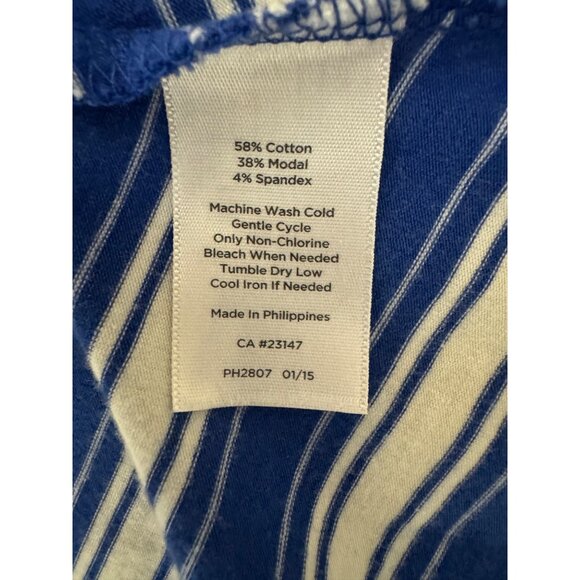 58% Cotton
38% Modal
4% Spandex
Machine Wash Cold
Gentle Cycle
Only Non-Chlorine
Bleach When Needed
Tumble Dry Low
Cool Iron If Needed
Made In Philippines
CA #23147
PH2807 01/15